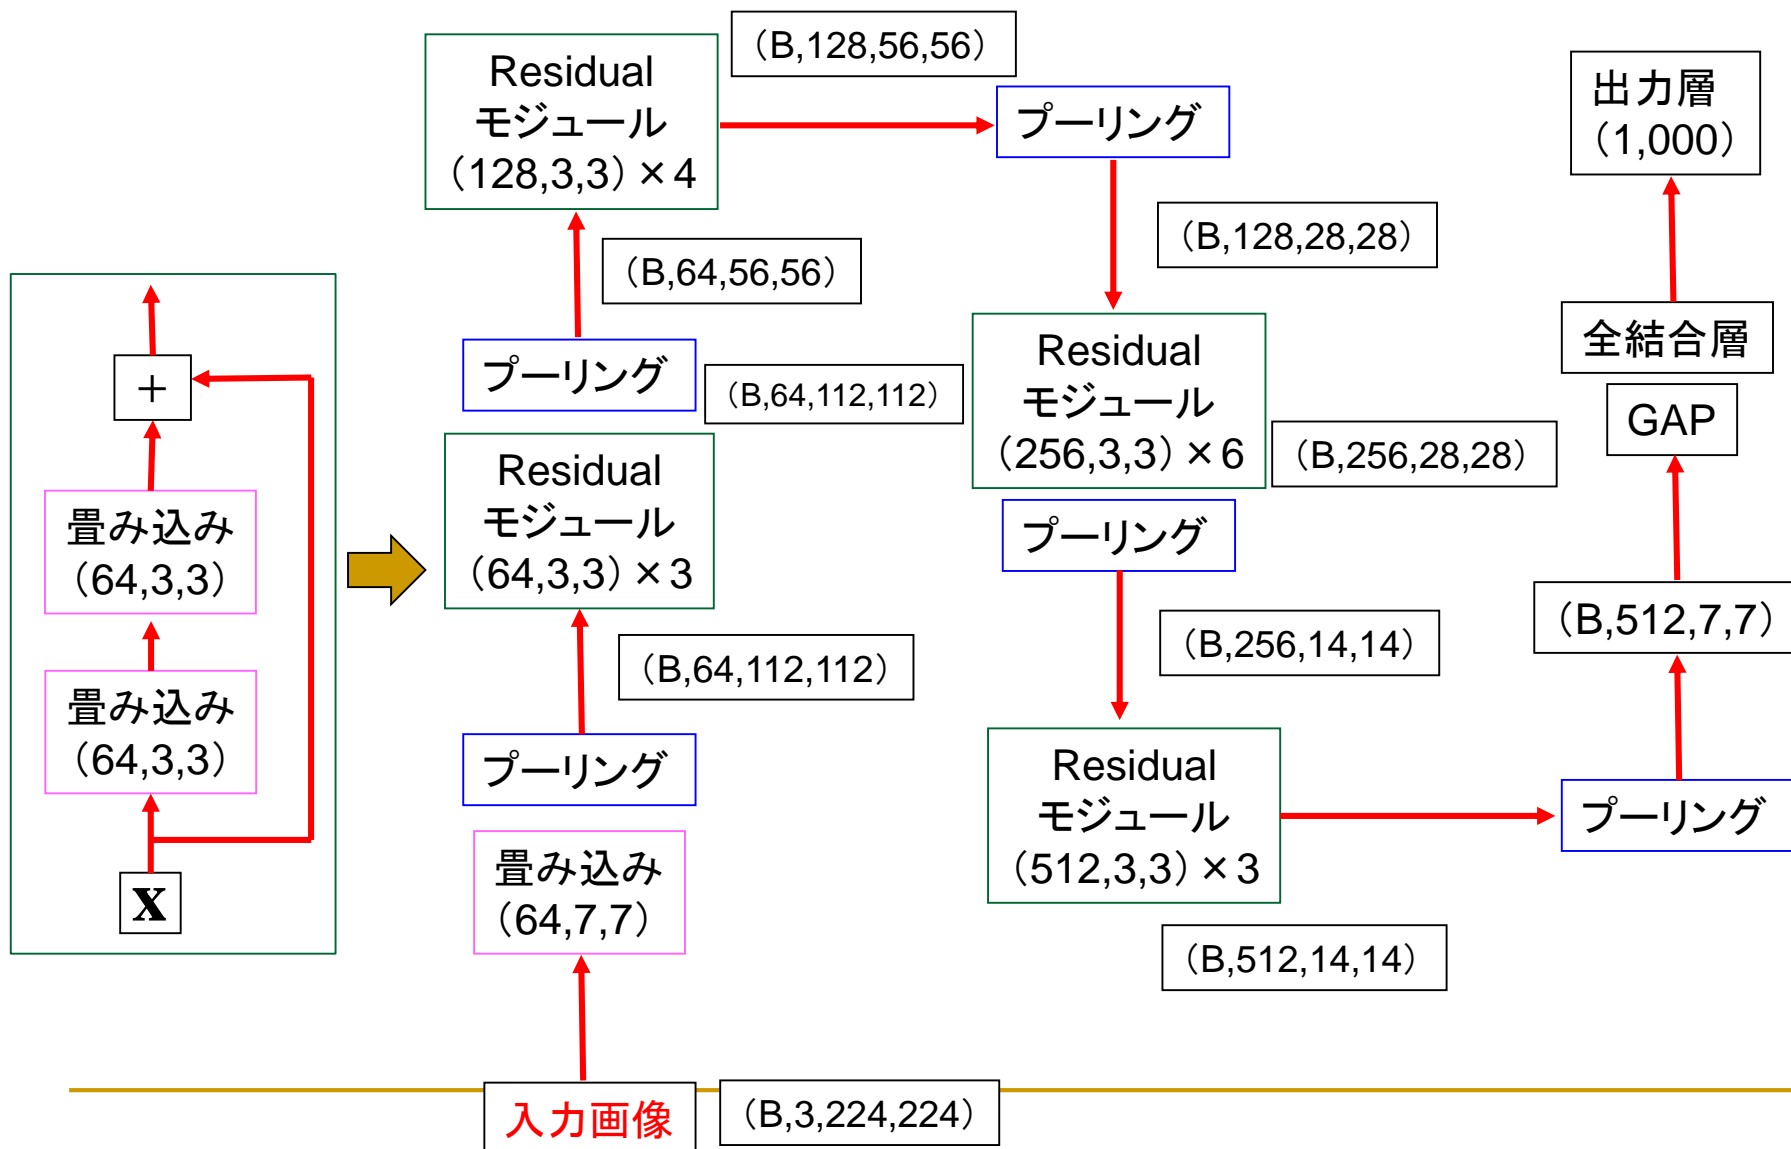 +
畳み込み
(64,3,3)
畳み込み
(64,3,3)
x
Residual
モジュール
(128,3,3)×4
(B,128,56,56)
プーリング
(B,64,56,56)
(B,128,28,28)
プーリング
(B,64,112,112)
Residual
モジュール
(64,3,3)×3
(B,64,112,112)
プーリング
畳み込み
(64,7,7)
入力画像
(B,3,224,224)
Residual
モジュール
(256,3,3)×6
(B,256,28,28)
プーリング
(B,256,14,14)
Residual
モジュール
(512,3,3)×3
(B,512,14,14)
出力層
(1,000)
全結合層
GAP
(B,512,7,7)
プーリング